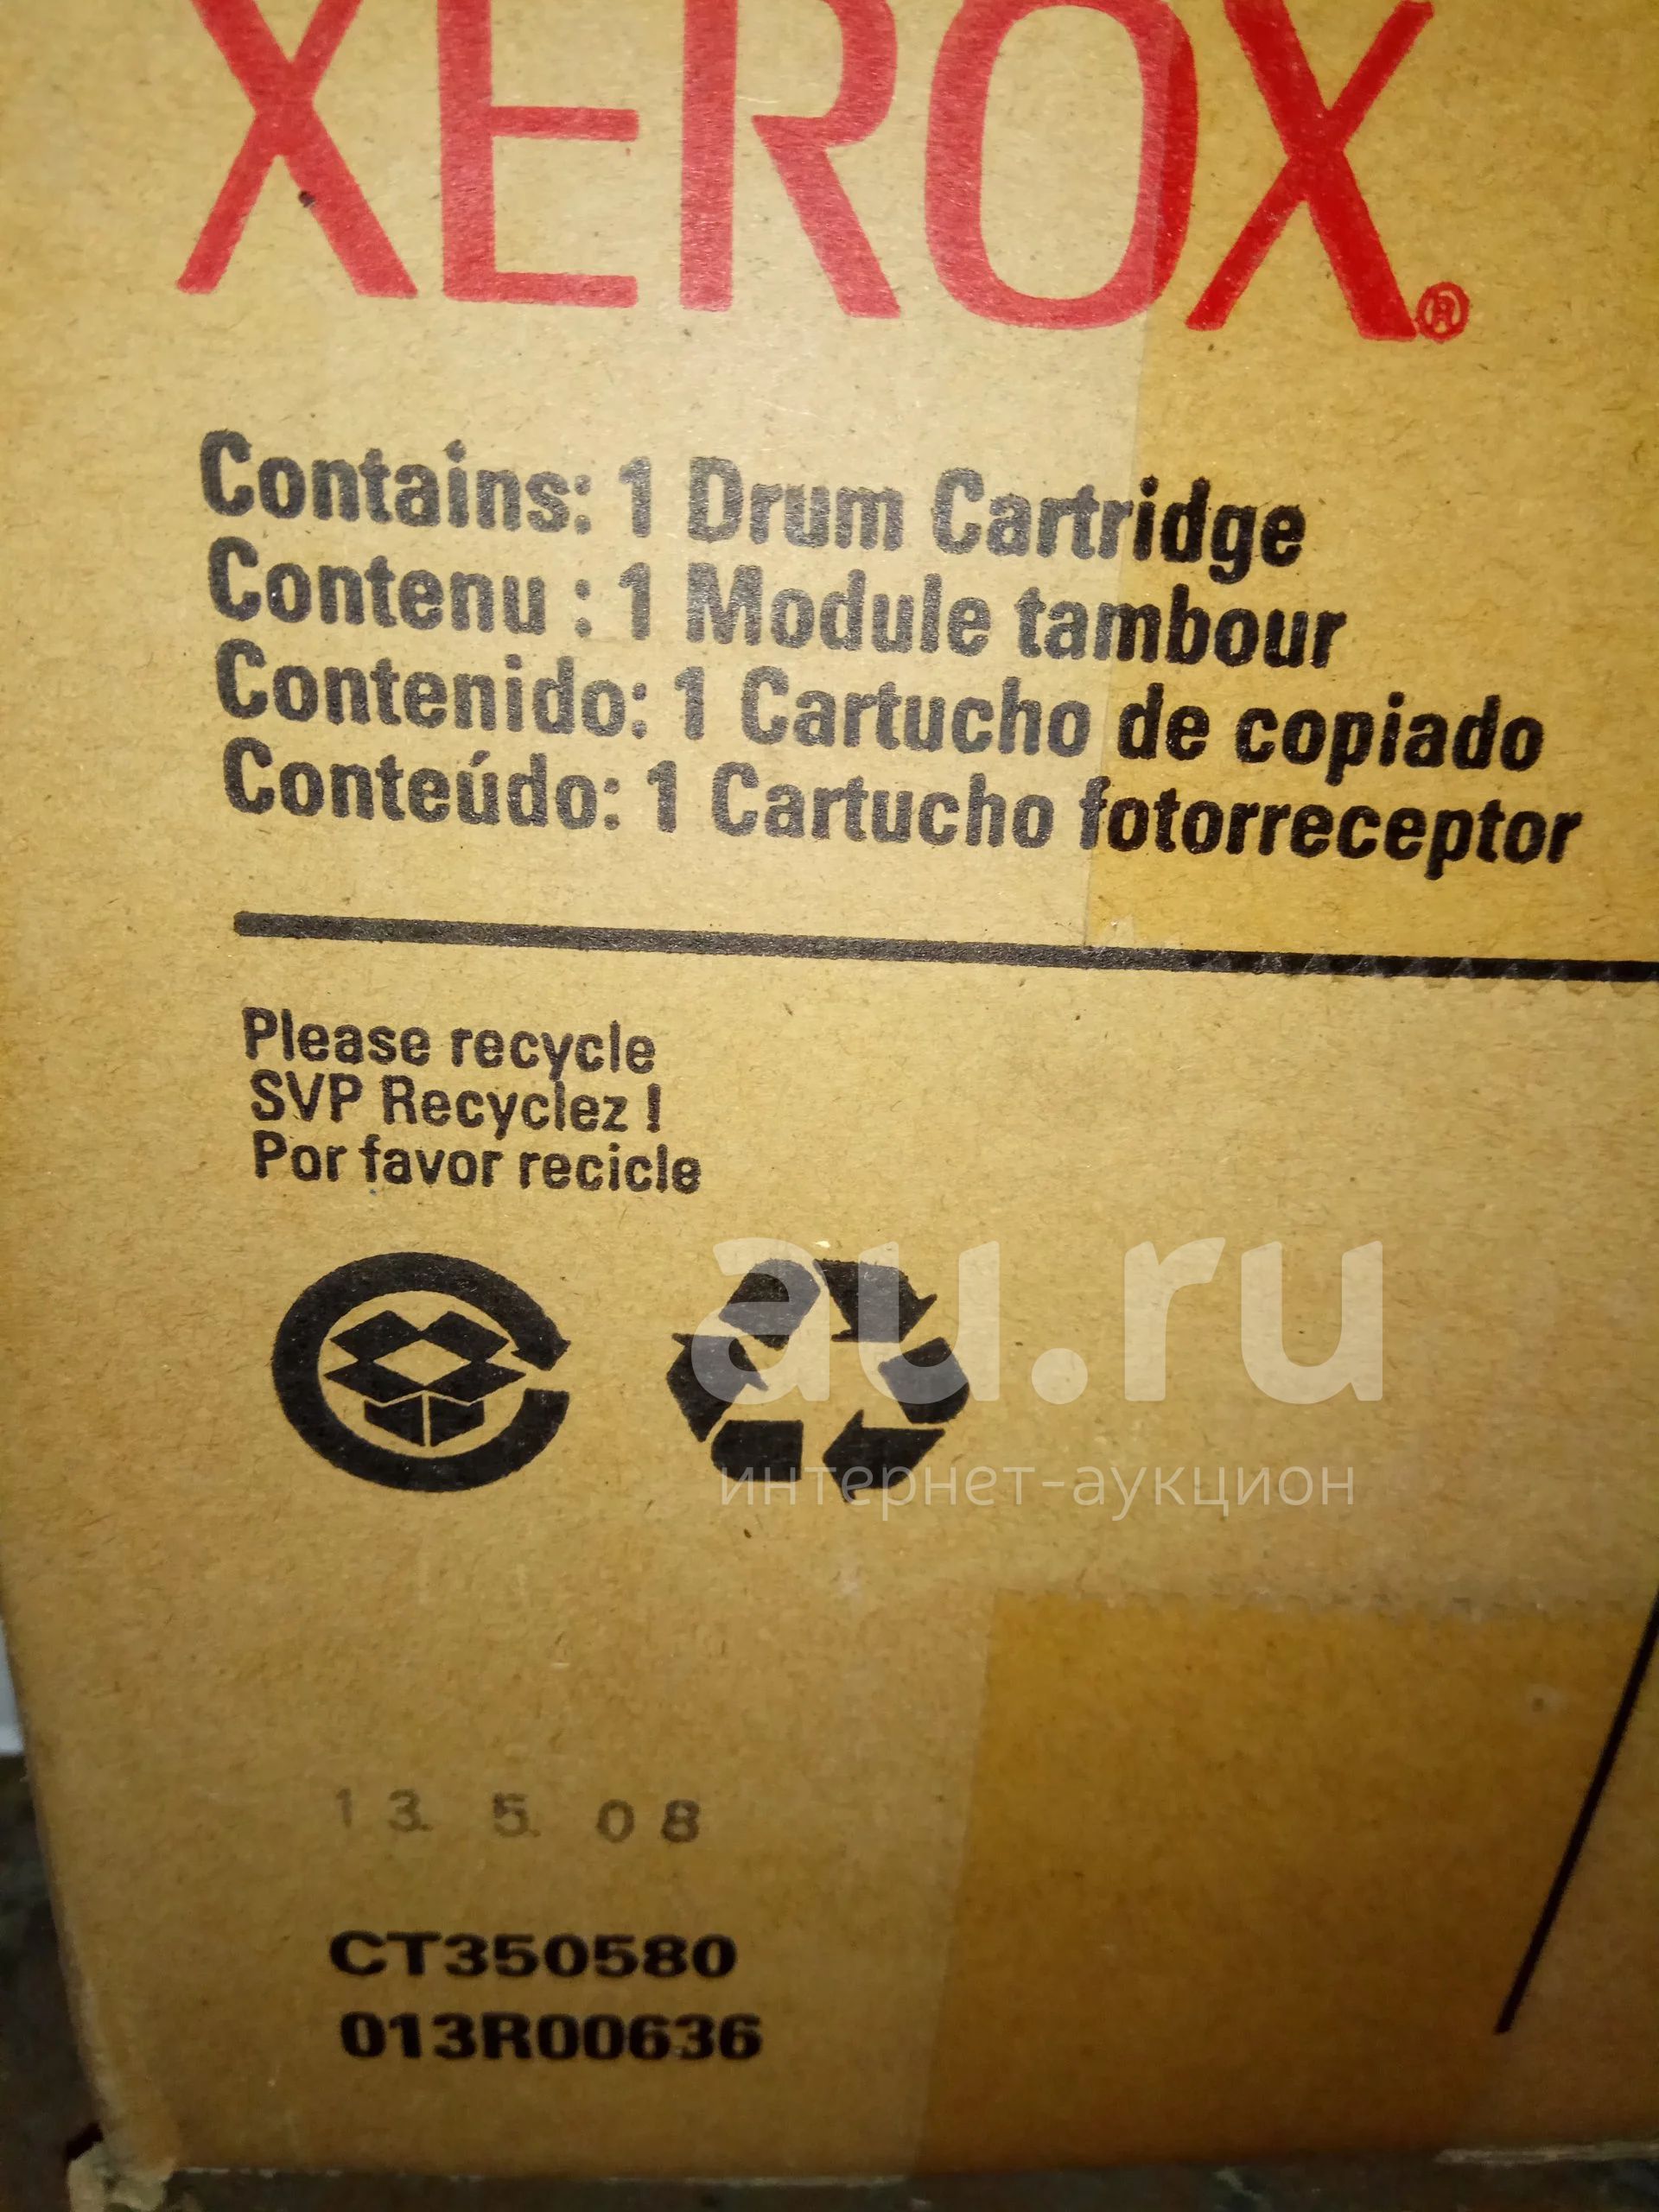 XEROX®
Contains: 1 Drum Cartridge
Contenu : 1 Module tambour
Contenido: 1 Cartucho de copiado
Conteúdo: 1 Cartucho fotorreceptor
Please recycle
SVP Recyclez !
Por favor recicle
au.ru
интернет-аукцион
13. 5. 08
CT350580
013R00636